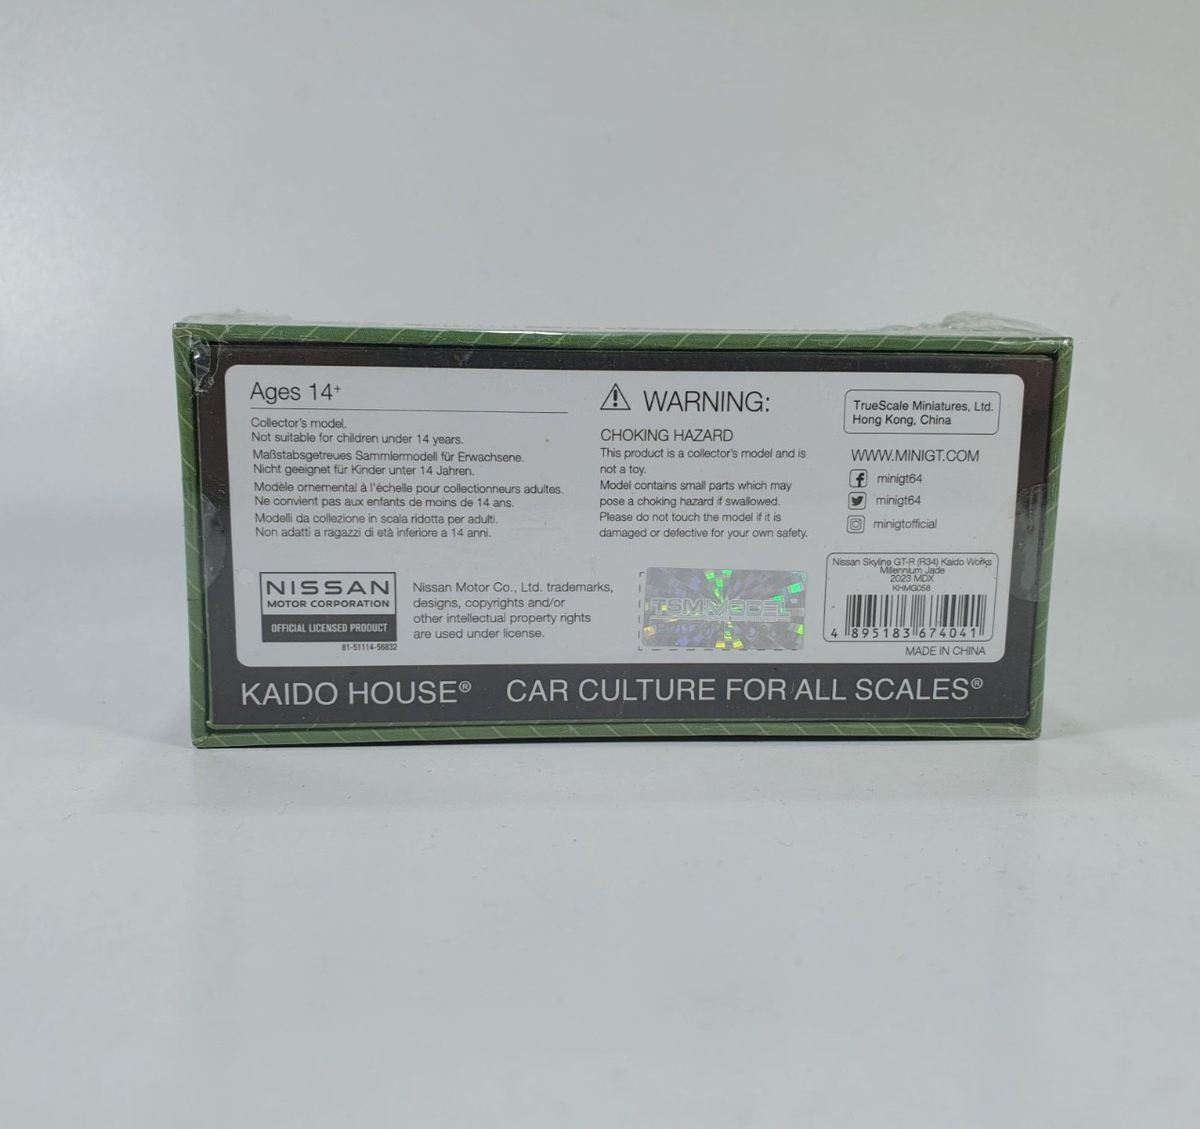 Ages 14+
Collector's model.
Not suitable for children under 14 years.
Maßstabsgetreues Sammlermodell für Erwachsene.
Nicht geeignet für Kinder unter 14 Jahren.
Modèle ornemental à l'échelle pour collectionneurs adultes.
Ne convient pas aux enfants de moins de 14 ans.
Modelli da collezione in scala ridotta per adulti.
Non adatti a ragazzi di età inferiore a 14 anni.
WARNING:
CHOKING HAZARD
This product is a collector's model and is
not a toy.
Model contains small parts which may
pose a choking hazard if swallowed.
Please do not touch the model if it is
damaged or defective for your own safety.
TrueScale Miniatures, Ltd.
Hong Kong, China
WWW.MINIGT.COM
minigt64
minigt64
minigtofficial
NISSAN
MOTOR CORPORATION
OFFICIAL LICENSED PRODUCT
81-51114-56832
Nissan Motor Co., Ltd. trademarks,
designs, copyrights and/or
other intellectual property rights
are used under license.
TSM MODEL
Nissan Skyline GT-R (R34) Kaido Works
Millennium Jade
2023 MDX
KHMG058
4 895183 674041
MADE IN CHINA
KAIDO HOUSE® CAR CULTURE FOR ALL SCALES®